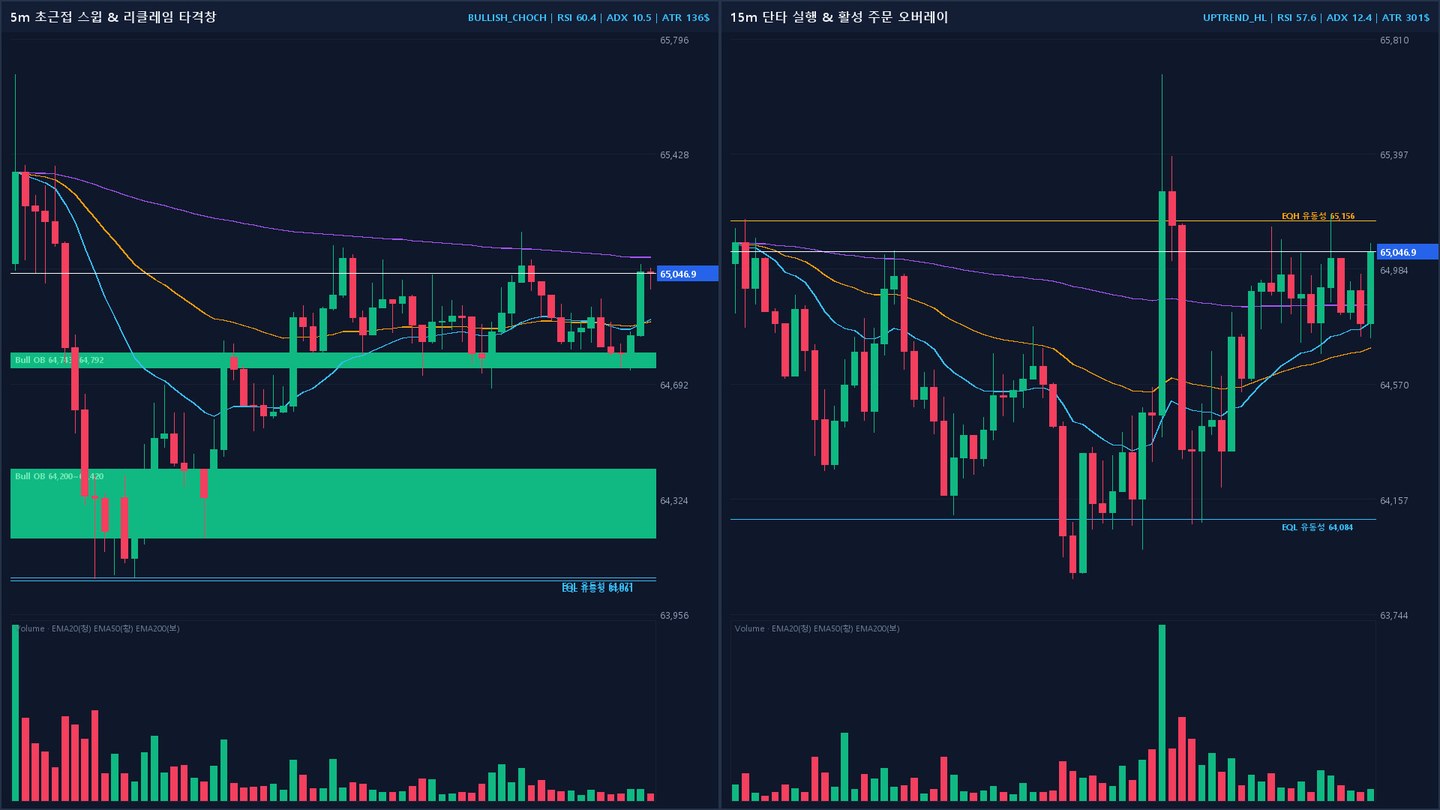 5m 초근접 스윕 & 리클레임 타격창
BULLISH_CHOCH | RSI 60.4 | ADX 10.5 | ATR 136$
65,796
65,428
65,046.9
Bull OB 64,743–64,792
64,692
Bull OB 64,200–64,420
64,324
EQL 유동성
63,956
Volume · EMA20(청) EMA50(황) EMA200(보)
15m 단타 실행 & 활성 주문 오버레이
UPTREND_HL | RSI 57.6 | ADX 12.4 | ATR 301$
65,810
65,397
EQH 유동성 65,156
65,046.9
64,984
64,570
64,157
EQL 유동성 64,084
63,744
Volume · EMA20(청) EMA50(황) EMA200(보)